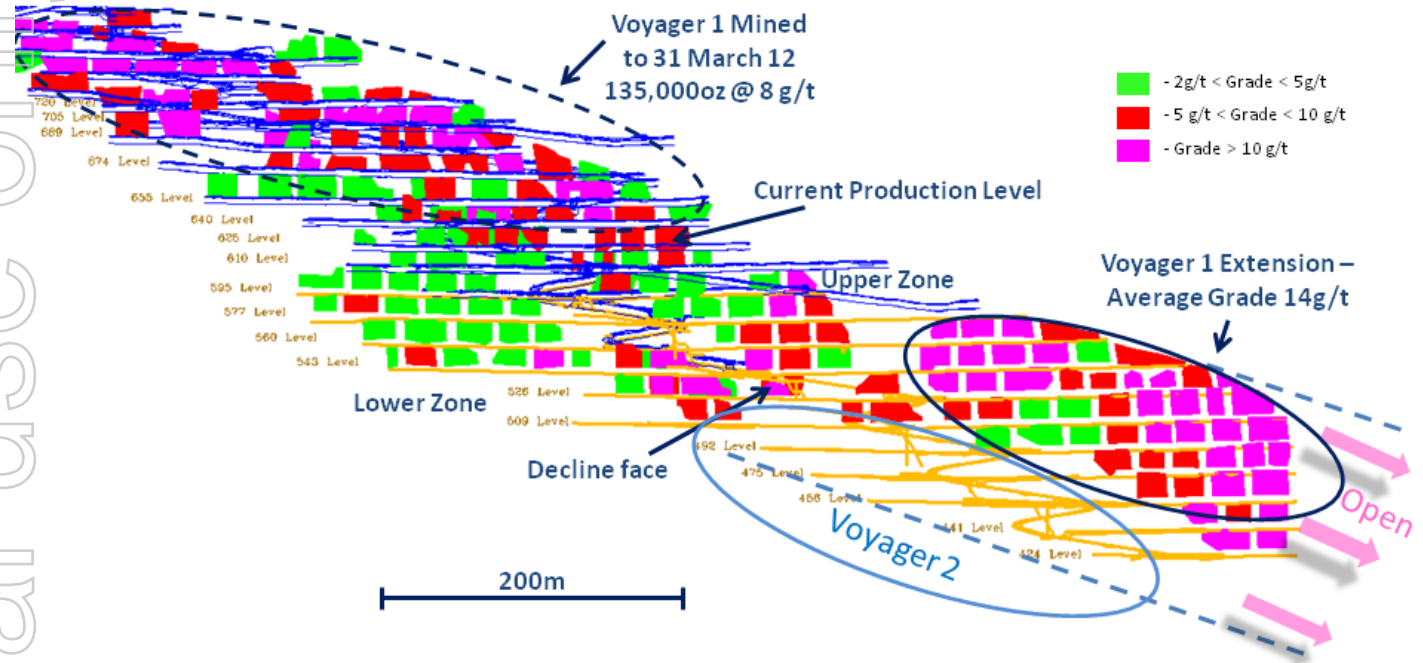 Voyager 1 Mined
to 31 March 12
135,000oz @ 8 g/t
- 2g/t < Grade < 5g/t
- 5 g/t < Grade < 10 g/t
- Grade > 10 g/t
720 Level
705 Level
689 Level
674 Level
655 Level
640 Level
625 Level
610 Level
595 Level
577 Level
560 Level
543 Level
526 Level
509 Level
492 Level
475 Level
456 Level
441 Level
424 Level
Current Production Level
Upper Zone
Voyager 1 Extension –
Average Grade 14g/t
Lower Zone
Decline face
Voyager 2
Open
200m